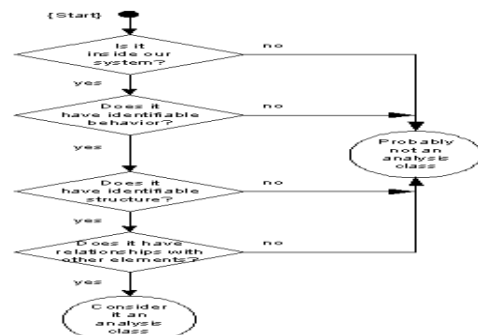 {Start}
Is it
inside our
system?
no
yes
Does it
have identifiable
behavior?
no
yes
Probably
not an
analysis
class
Does it
have identifiable
structure?
no
yes
Does it have
relationships with
other elements?
no
yes
Consider
it an
analysis
class